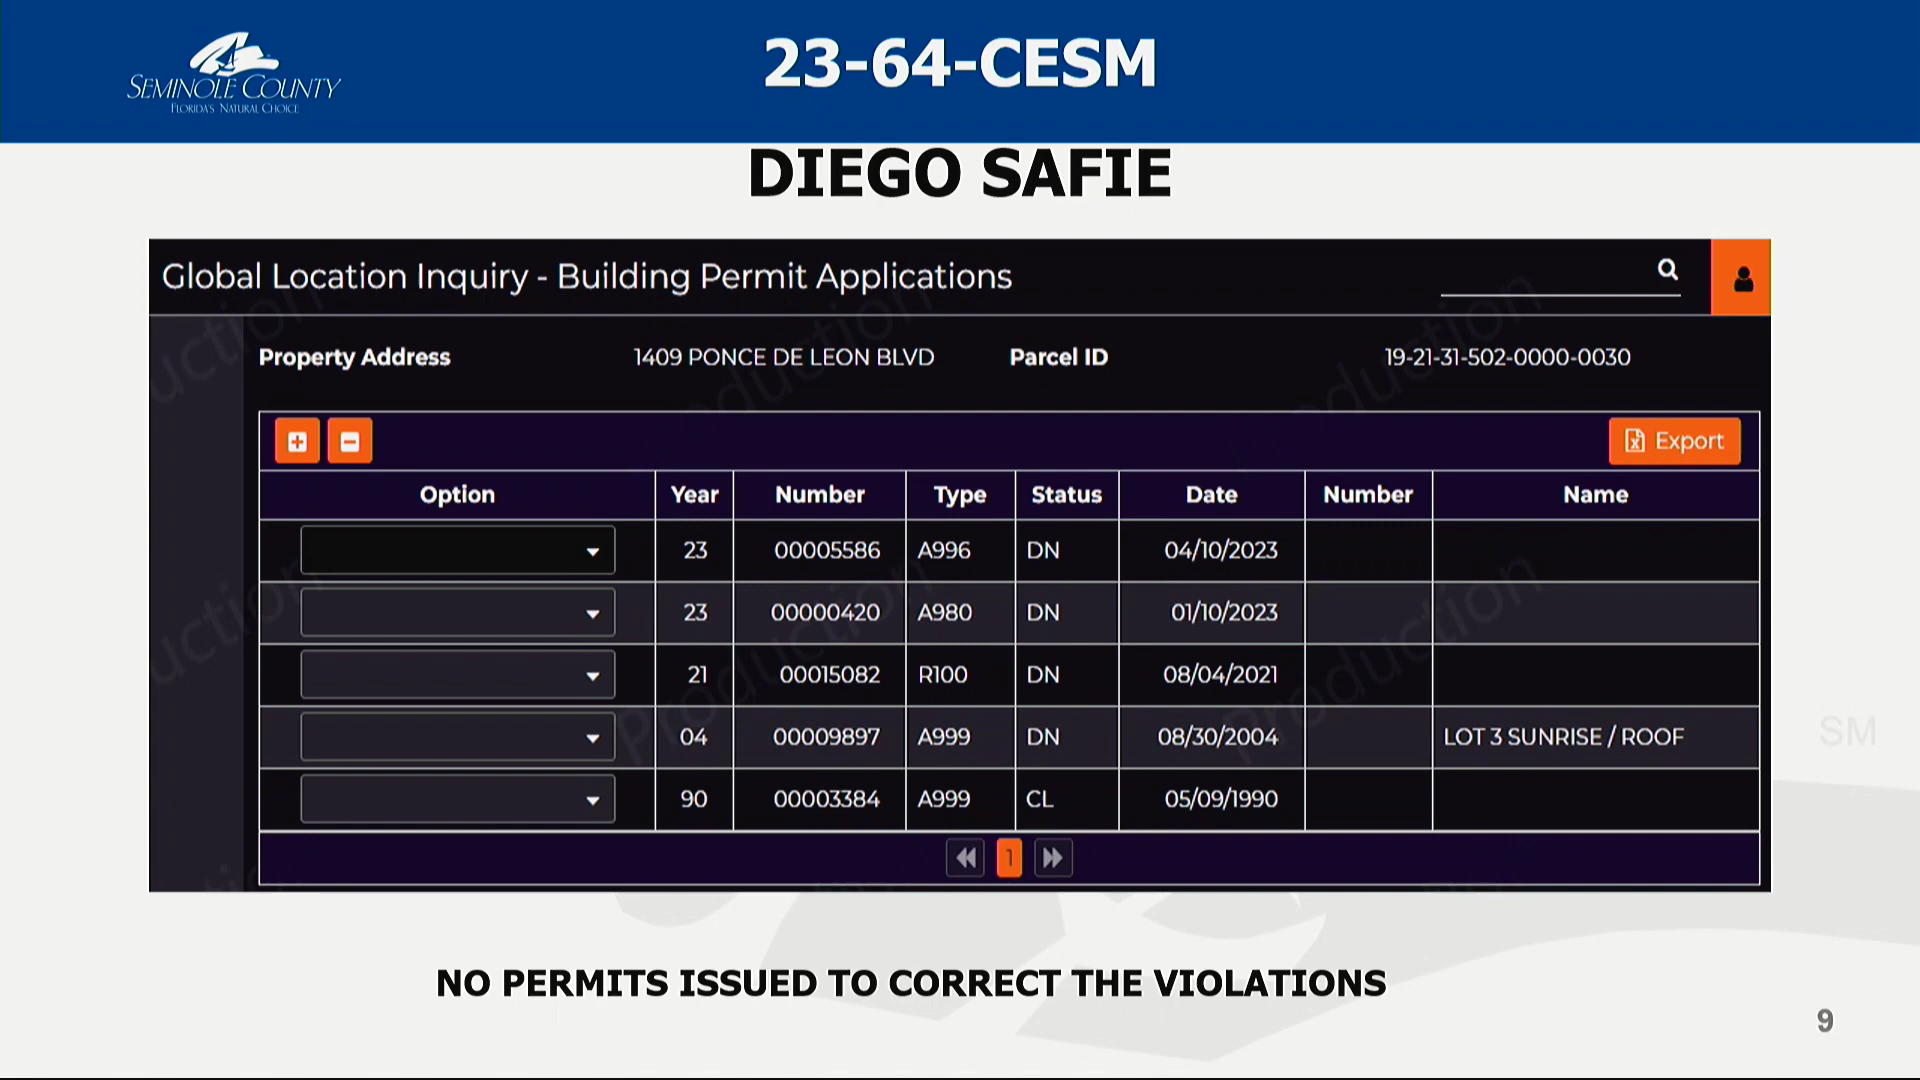 SEMINOLE COUNTY
FLORIDA'S NATURAL CHOICE
23-64-CESM
DIEGO SAFIE
Global Location Inquiry - Building Permit Applications
Property Address 1409 PONCE DE LEON BLVD Parcel ID 19-21-31-502-0000-0030
Export
Option Year Number Type Status Date Number Name
23 00005586 A996 DN 04/10/2023
23 00000420 A980 DN 01/10/2023
21 00015082 R100 DN 08/04/2021
04 00009897 A999 DN 08/30/2004 LOT 3 SUNRISE / ROOF
90 00003384 A999 CL 05/09/1990
1
Production
SM
NO PERMITS ISSUED TO CORRECT THE VIOLATIONS
9